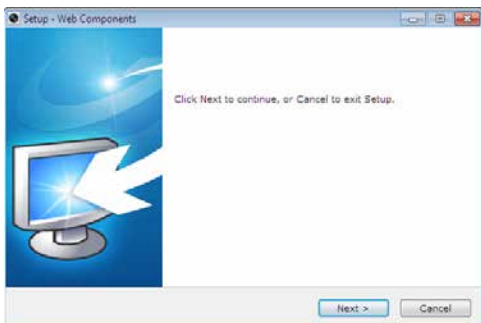 Setup - Web Components
Click Next to continue, or Cancel to exit Setup.
Next >
Cancel